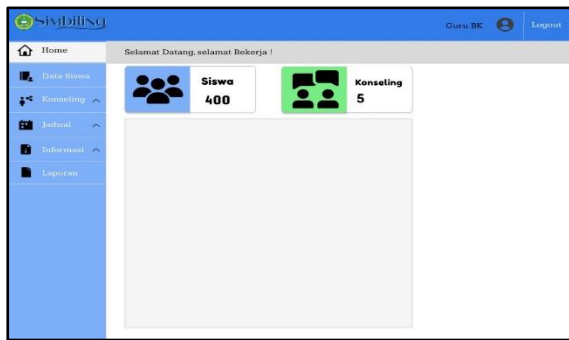 Simbiling
Guru BK
Logout
Home
Selamat Datang, selamat Bekerja !
Data Siswa
Konseling
Jadwal
Informasi
Laporan
Siswa
400
Konseling
5